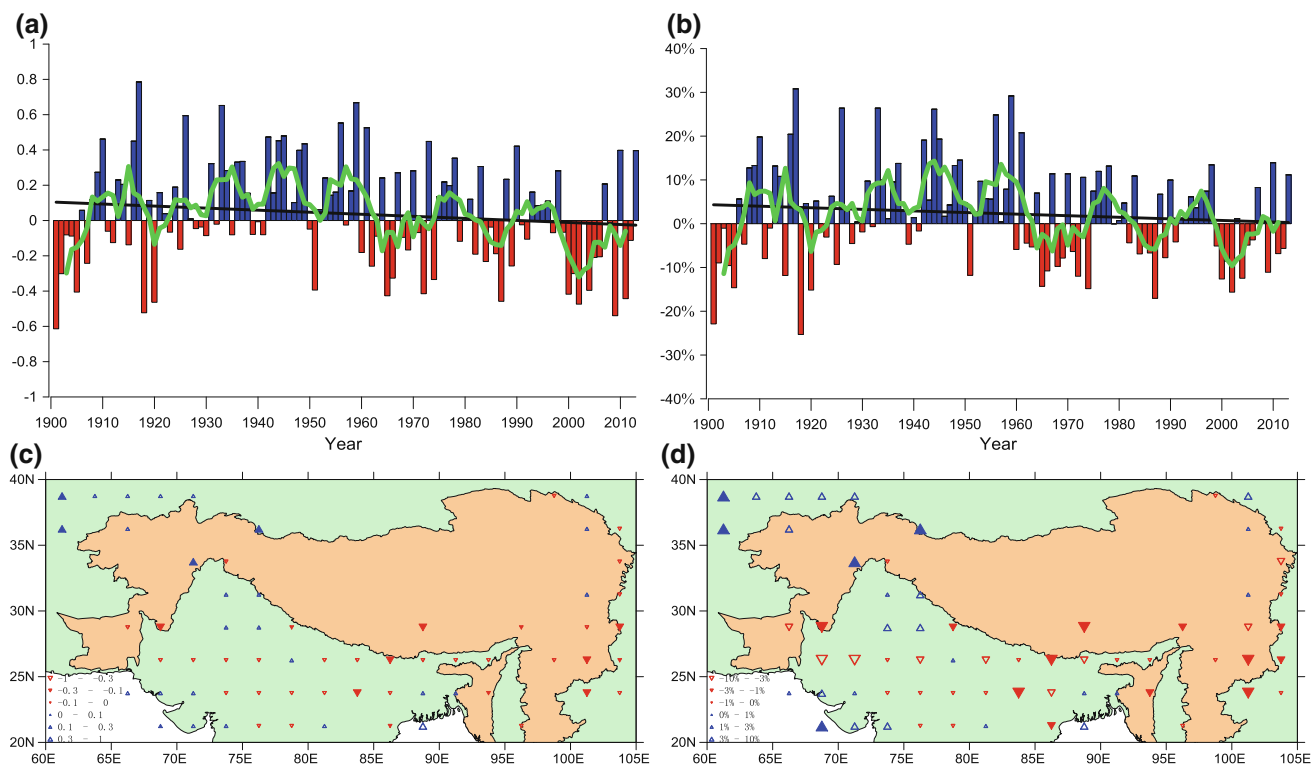 (a)
1
0.8
0.6
0.4
0.2
0
-0.2
-0.4
-0.6
-0.8
-1
1900 1910 1920 1930 1940 1950 1960 1970 1980 1990 2000 2010
Year
(b)
40%
30%
20%
10%
0%
-10%
-20%
-30%
-40%
1900 1910 1920 1930 1940 1950 1960 1970 1980 1990 2000 2010
Year
(c)
40N
35N
30N
25N
20N
-1 - -0.3
-0.3 - -0.1
-0.1 - 0
0 - 0.1
0.1 - 0.3
0.3 - 1
60E 65E 70E 75E 80E 85E 90E 95E 100E 105E
(d)
40N
35N
30N
25N
20N
-10% - -3%
-3% - -1%
-1% - 0%
0% - 1%
1% - 3%
3% - 10%
60E 65E 70E 75E 80E 85E 90E 95E 100E 105E